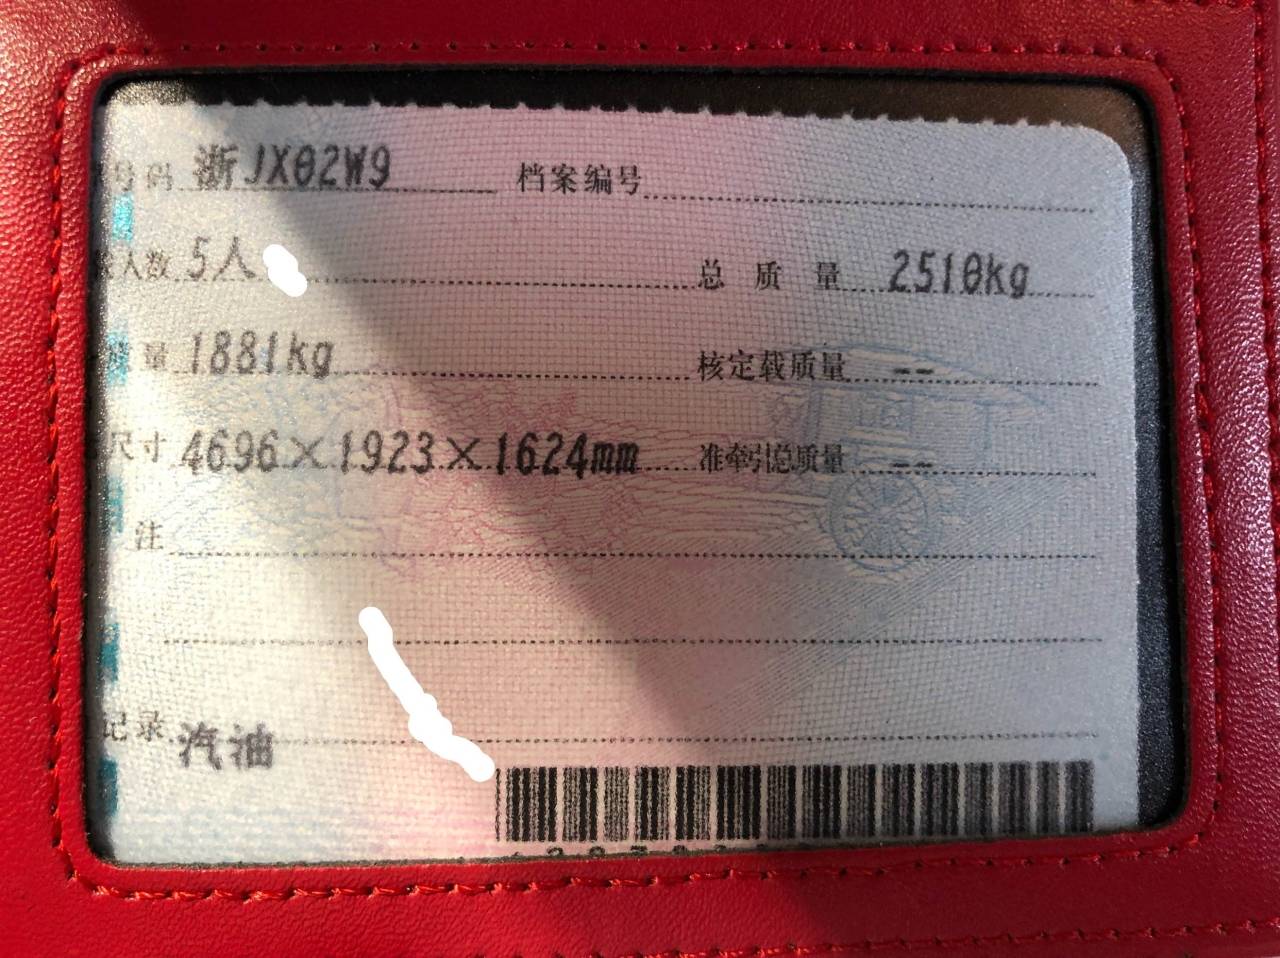 号码 浙JX02W9 档案编号
人数 5人 总质量 2510kg
量 1881kg 核定载质量 --
尺寸 4696×1923×1624mm 准牵引总质量 --
注
记录 汽油